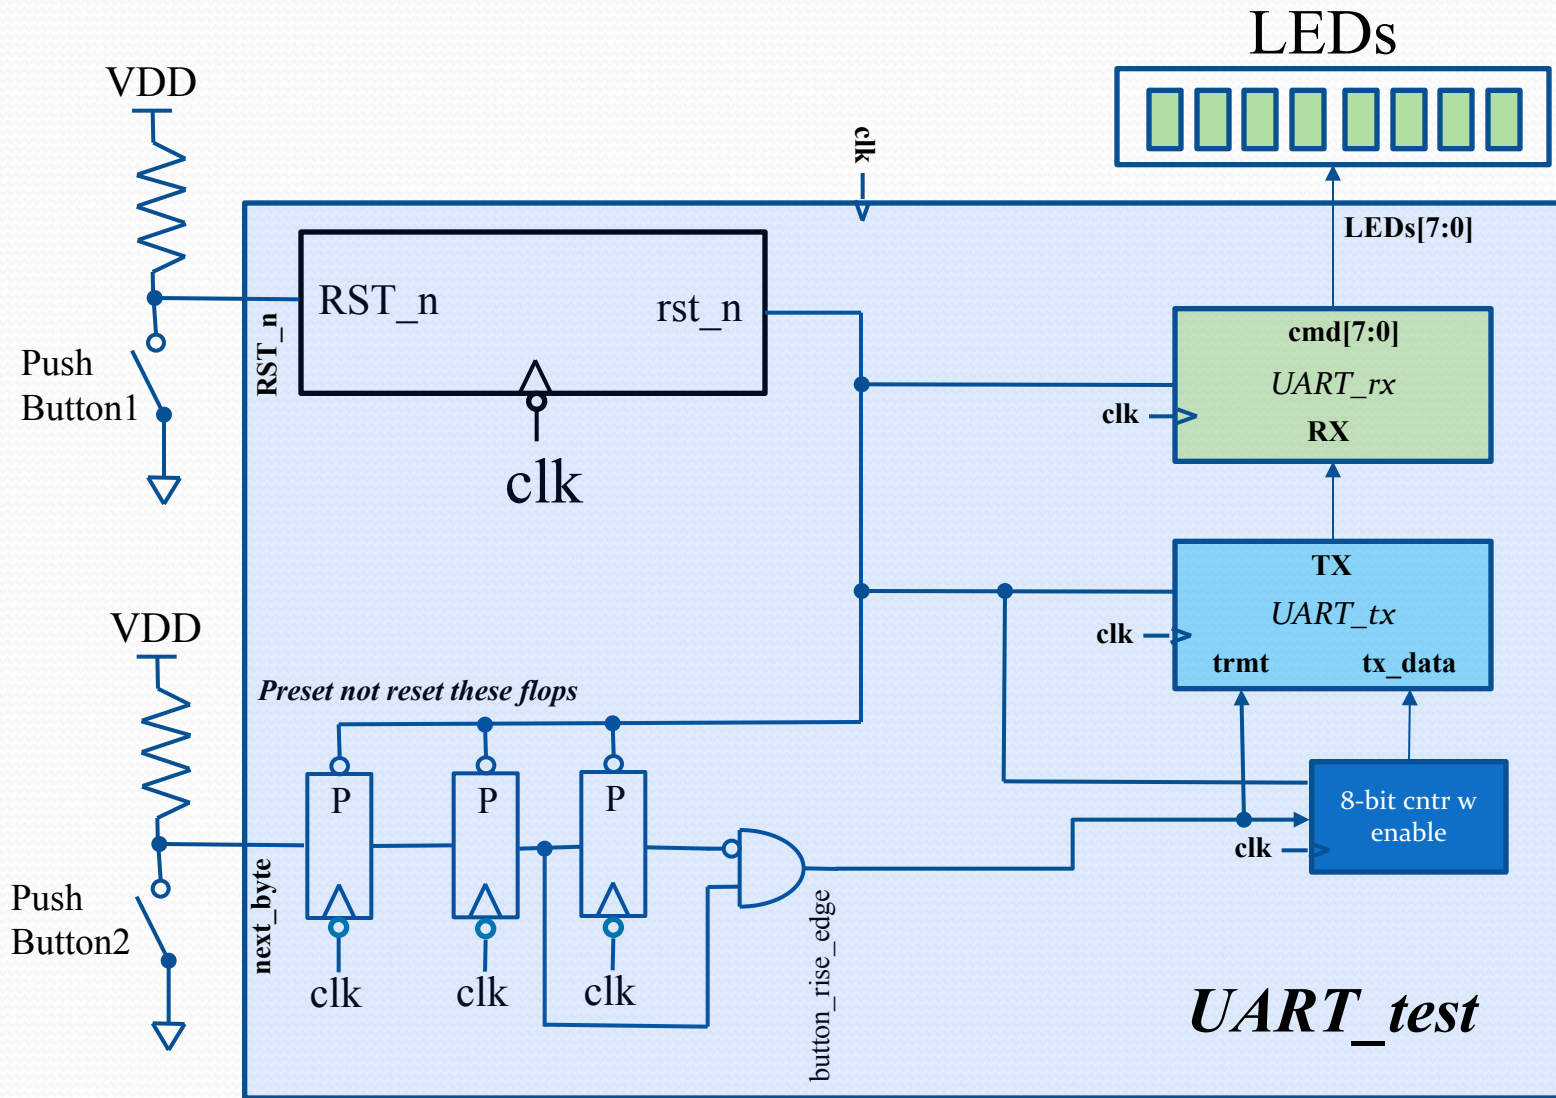 LEDs
VDD
clk
LEDs[7:0]
RST_n
rst_n
RST_n
Push
Button1
clk
cmd[7:0]
UART_rx
clk
RX
TX
UART_tx
clk
trmt
tx_data
VDD
Preset not reset these flops
P
P
P
8-bit cntr w
enable
clk
Push
Button2
next_byte
clk
clk
clk
button_rise_edge
UART_test